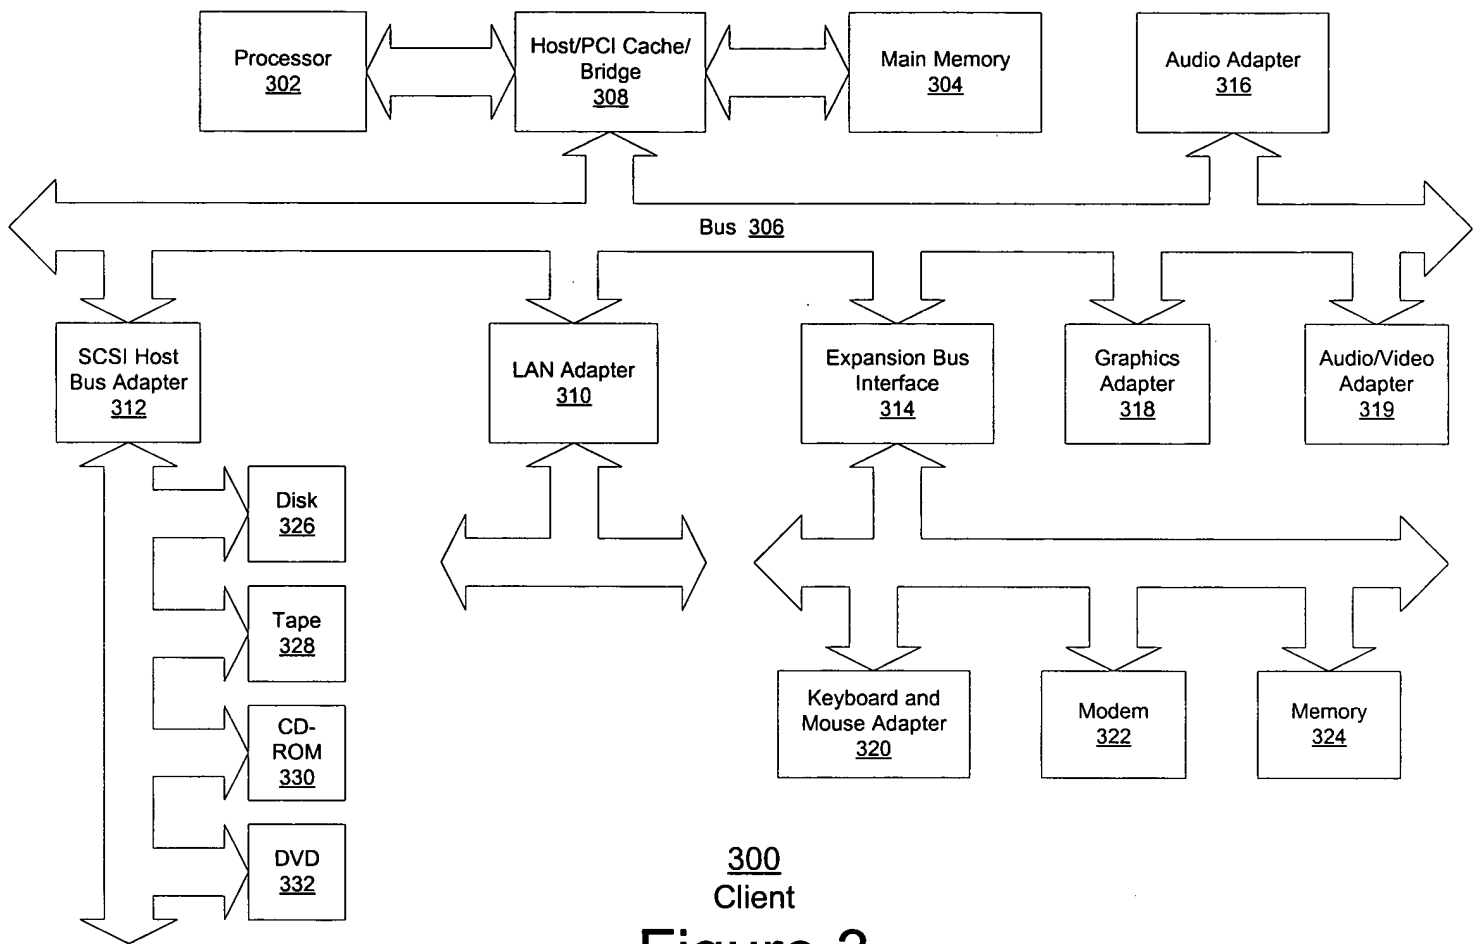 Processor
302
Host/PCI Cache/
Bridge
308
Main Memory
304
Audio Adapter
316
Bus 306
SCSI Host
Bus Adapter
312
LAN Adapter
310
Expansion Bus
Interface
314
Graphics
Adapter
318
Audio/Video
Adapter
319
Disk
326
Tape
328
CD-
ROM
330
DVD
332
Keyboard and
Mouse Adapter
320
Modem
322
Memory
324
300
Client
Figure 3